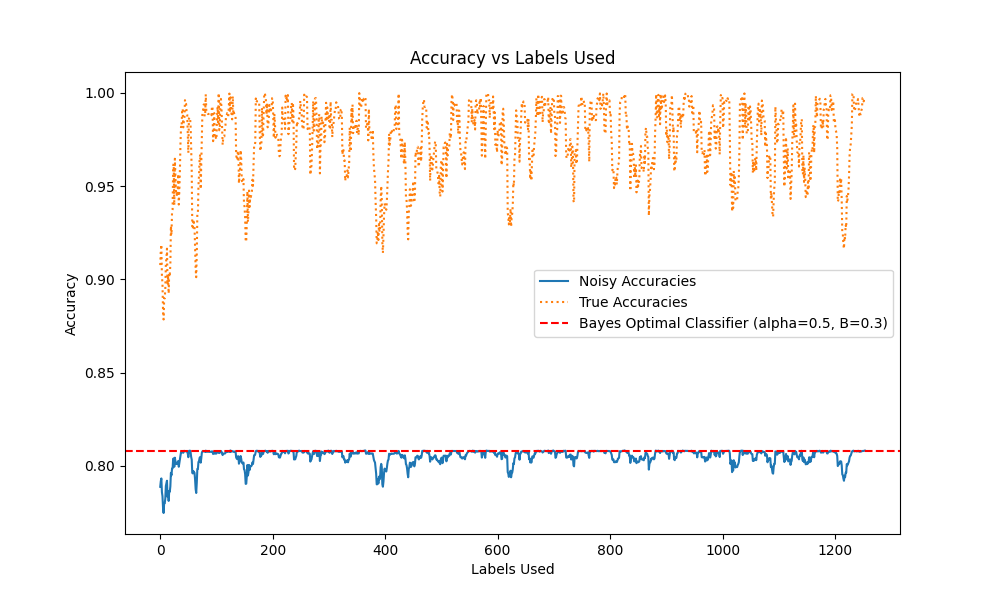 Accuracy vs Labels Used
1.00
0.95
0.90
0.85
0.80
Accuracy
Noisy Accuracies
True Accuracies
Bayes Optimal Classifier (alpha=0.5, B=0.3)
0 200 400 600 800 1000 1200
Labels Used